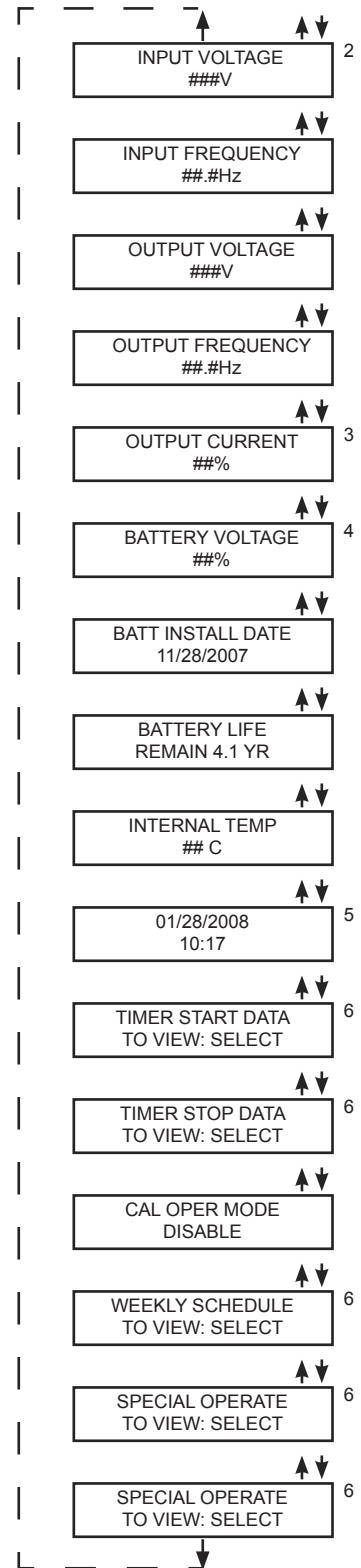 2
INPUT VOLTAGE
###V
INPUT FREQUENCY
##.#Hz
OUTPUT VOLTAGE
###V
OUTPUT FREQUENCY
##.#Hz
3
OUTPUT CURRENT
##%
4
BATTERY VOLTAGE
##%
BATT INSTALL DATE
11/28/2007
BATTERY LIFE
REMAIN 4.1 YR
INTERNAL TEMP
## C
5
01/28/2008
10:17
6
TIMER START DATA
TO VIEW: SELECT
6
TIMER STOP DATA
TO VIEW: SELECT
CAL OPER MODE
DISABLE
6
WEEKLY SCHEDULE
TO VIEW: SELECT
6
SPECIAL OPERATE
TO VIEW: SELECT
6
SPECIAL OPERATE
TO VIEW: SELECT